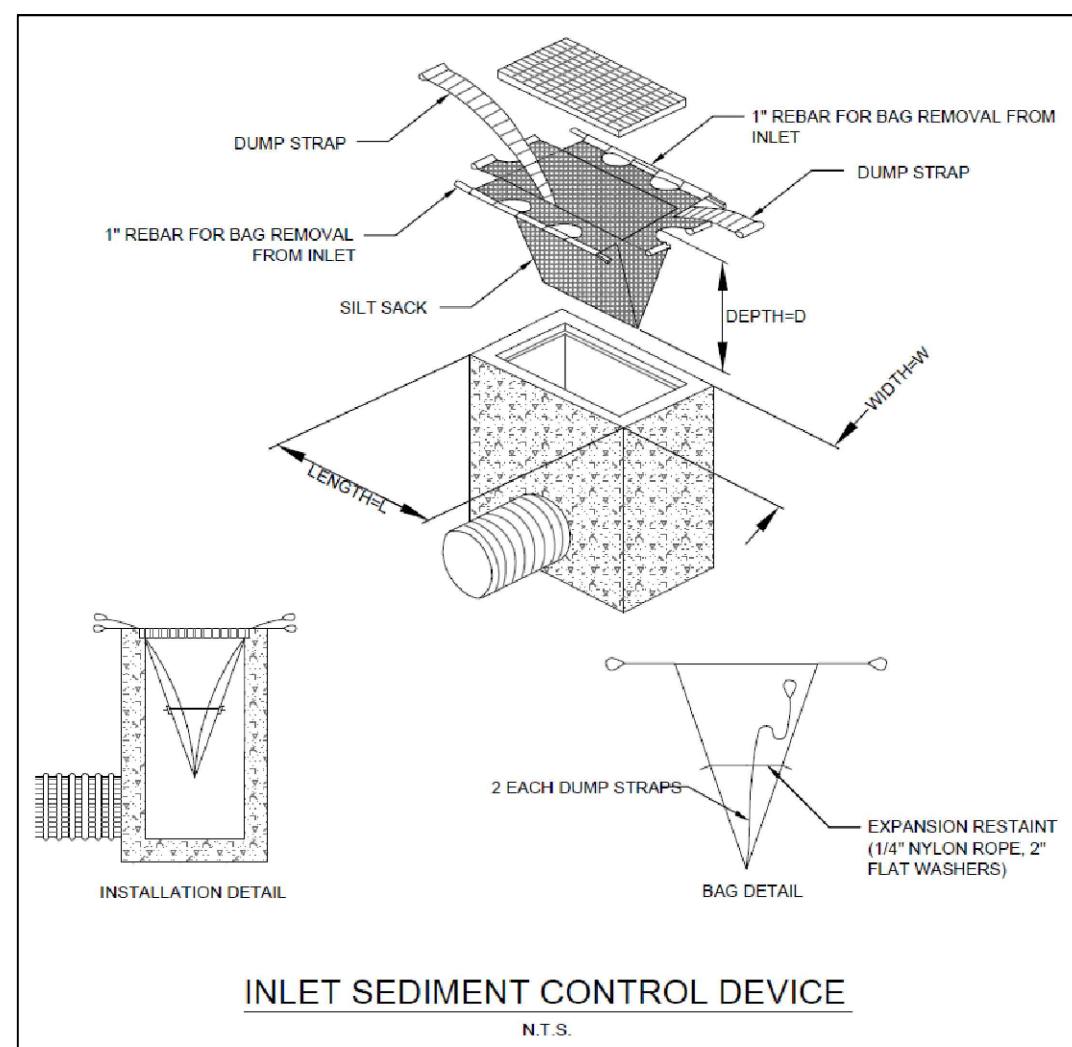 DUMP STRAP
1" REBAR FOR BAG REMOVAL FROM
INLET
DUMP STRAP
1" REBAR FOR BAG REMOVAL
FROM INLET
SILT SACK
DEPTH=D
WIDTH=W
LENGTH=L
2 EACH DUMP STRAPS
EXPANSION RESTAINT
(1/4" NYLON ROPE, 2"
FLAT WASHERS)
INSTALLATION DETAIL
BAG DETAIL
INLET SEDIMENT CONTROL DEVICE
N.T.S.